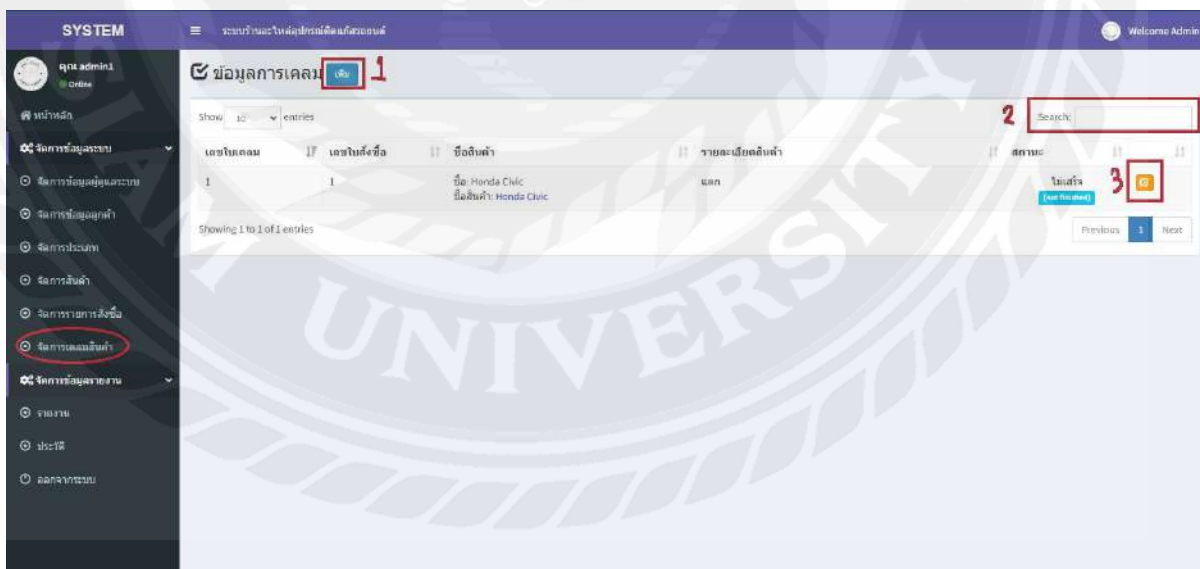 SYSTEM
ระบบร้านอะไหล่อุปกรณ์ติดแก๊สรถยนต์
Welcome Admin
คุณ admin1
Online
หน้าหลัก
จัดการข้อมูลระบบ
จัดการข้อมูลผู้ดูแลระบบ
จัดการข้อมูลลูกค้า
จัดการประเภท
จัดการสินค้า
จัดการรายการสั่งซื้อ
จัดการเคลมสินค้า
จัดการข้อมูลรายงาน
รายงาน
ประวัติ
ออกจากระบบ
ข้อมูลการเคลม เพิ่ม 1
Show 10 entries
2 Search:
เลขใบเคลม เลขใบสั่งซื้อ ชื่อสินค้า รายละเอียดสินค้า สถานะ
1 1 ชื่อ: Honda Civic แตก ไม่เสร็จ 3
ชื่อสินค้า: Honda Civic (not finished)
Showing 1 to 1 of 1 entries
Previous 1 Next
SIAM UNIVERSITY